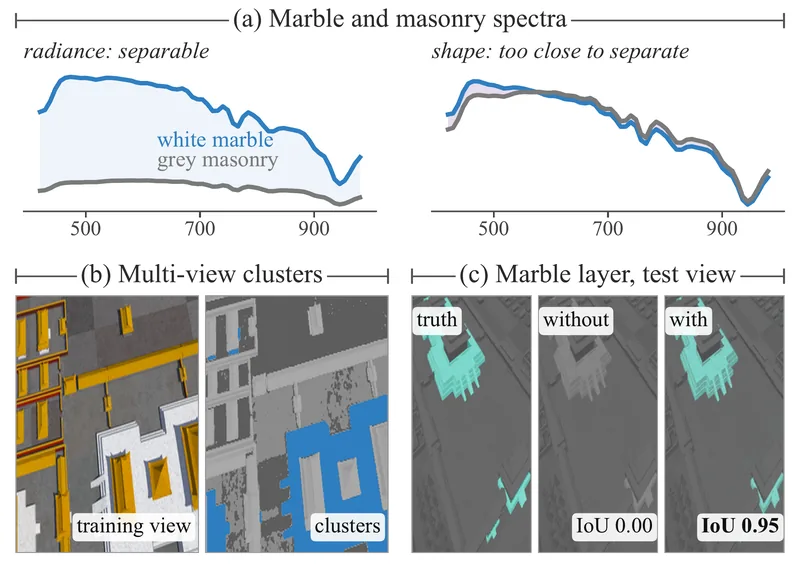 (a) Marble and masonry spectra
radiance: separable
shape: too close to separate
white marble
grey masonry
500 700 900
500 700 900
(b) Multi-view clusters
(c) Marble layer, test view
training view
clusters
truth
without
with
IoU 0.00
IoU 0.95